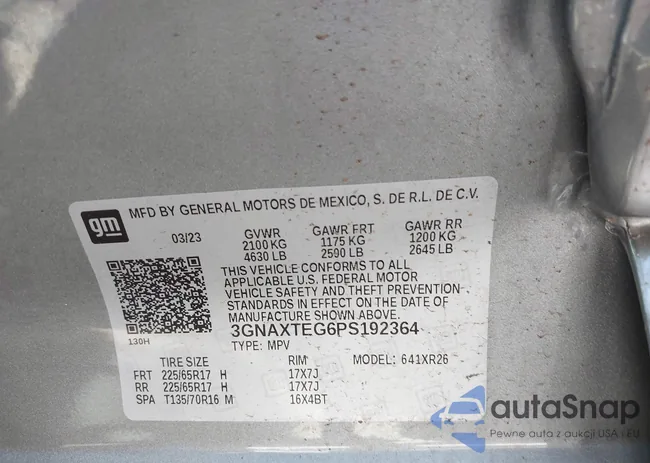 gm
MFD BY GENERAL MOTORS DE MEXICO, S. DE R.L. DE C.V.
03/23 GVWR GAWR FRT GAWR RR
2100 KG 1175 KG 1200 KG
4630 LB 2590 LB 2645 LB
THIS VEHICLE CONFORMS TO ALL
APPLICABLE U.S. FEDERAL MOTOR
VEHICLE SAFETY AND THEFT PREVENTION
STANDARDS IN EFFECT ON THE DATE OF
MANUFACTURE SHOWN ABOVE.
130H
3GNAXTEG6PS192364
TYPE: MPV
TIRE SIZE RIM MODEL: 641XR26
FRT 225/65R17 H 17X7J
RR 225/65R17 H 17X7J
SPA T135/70R16 M 16X4BT
autaSnap
Pewne auta z aukcji USA i EU